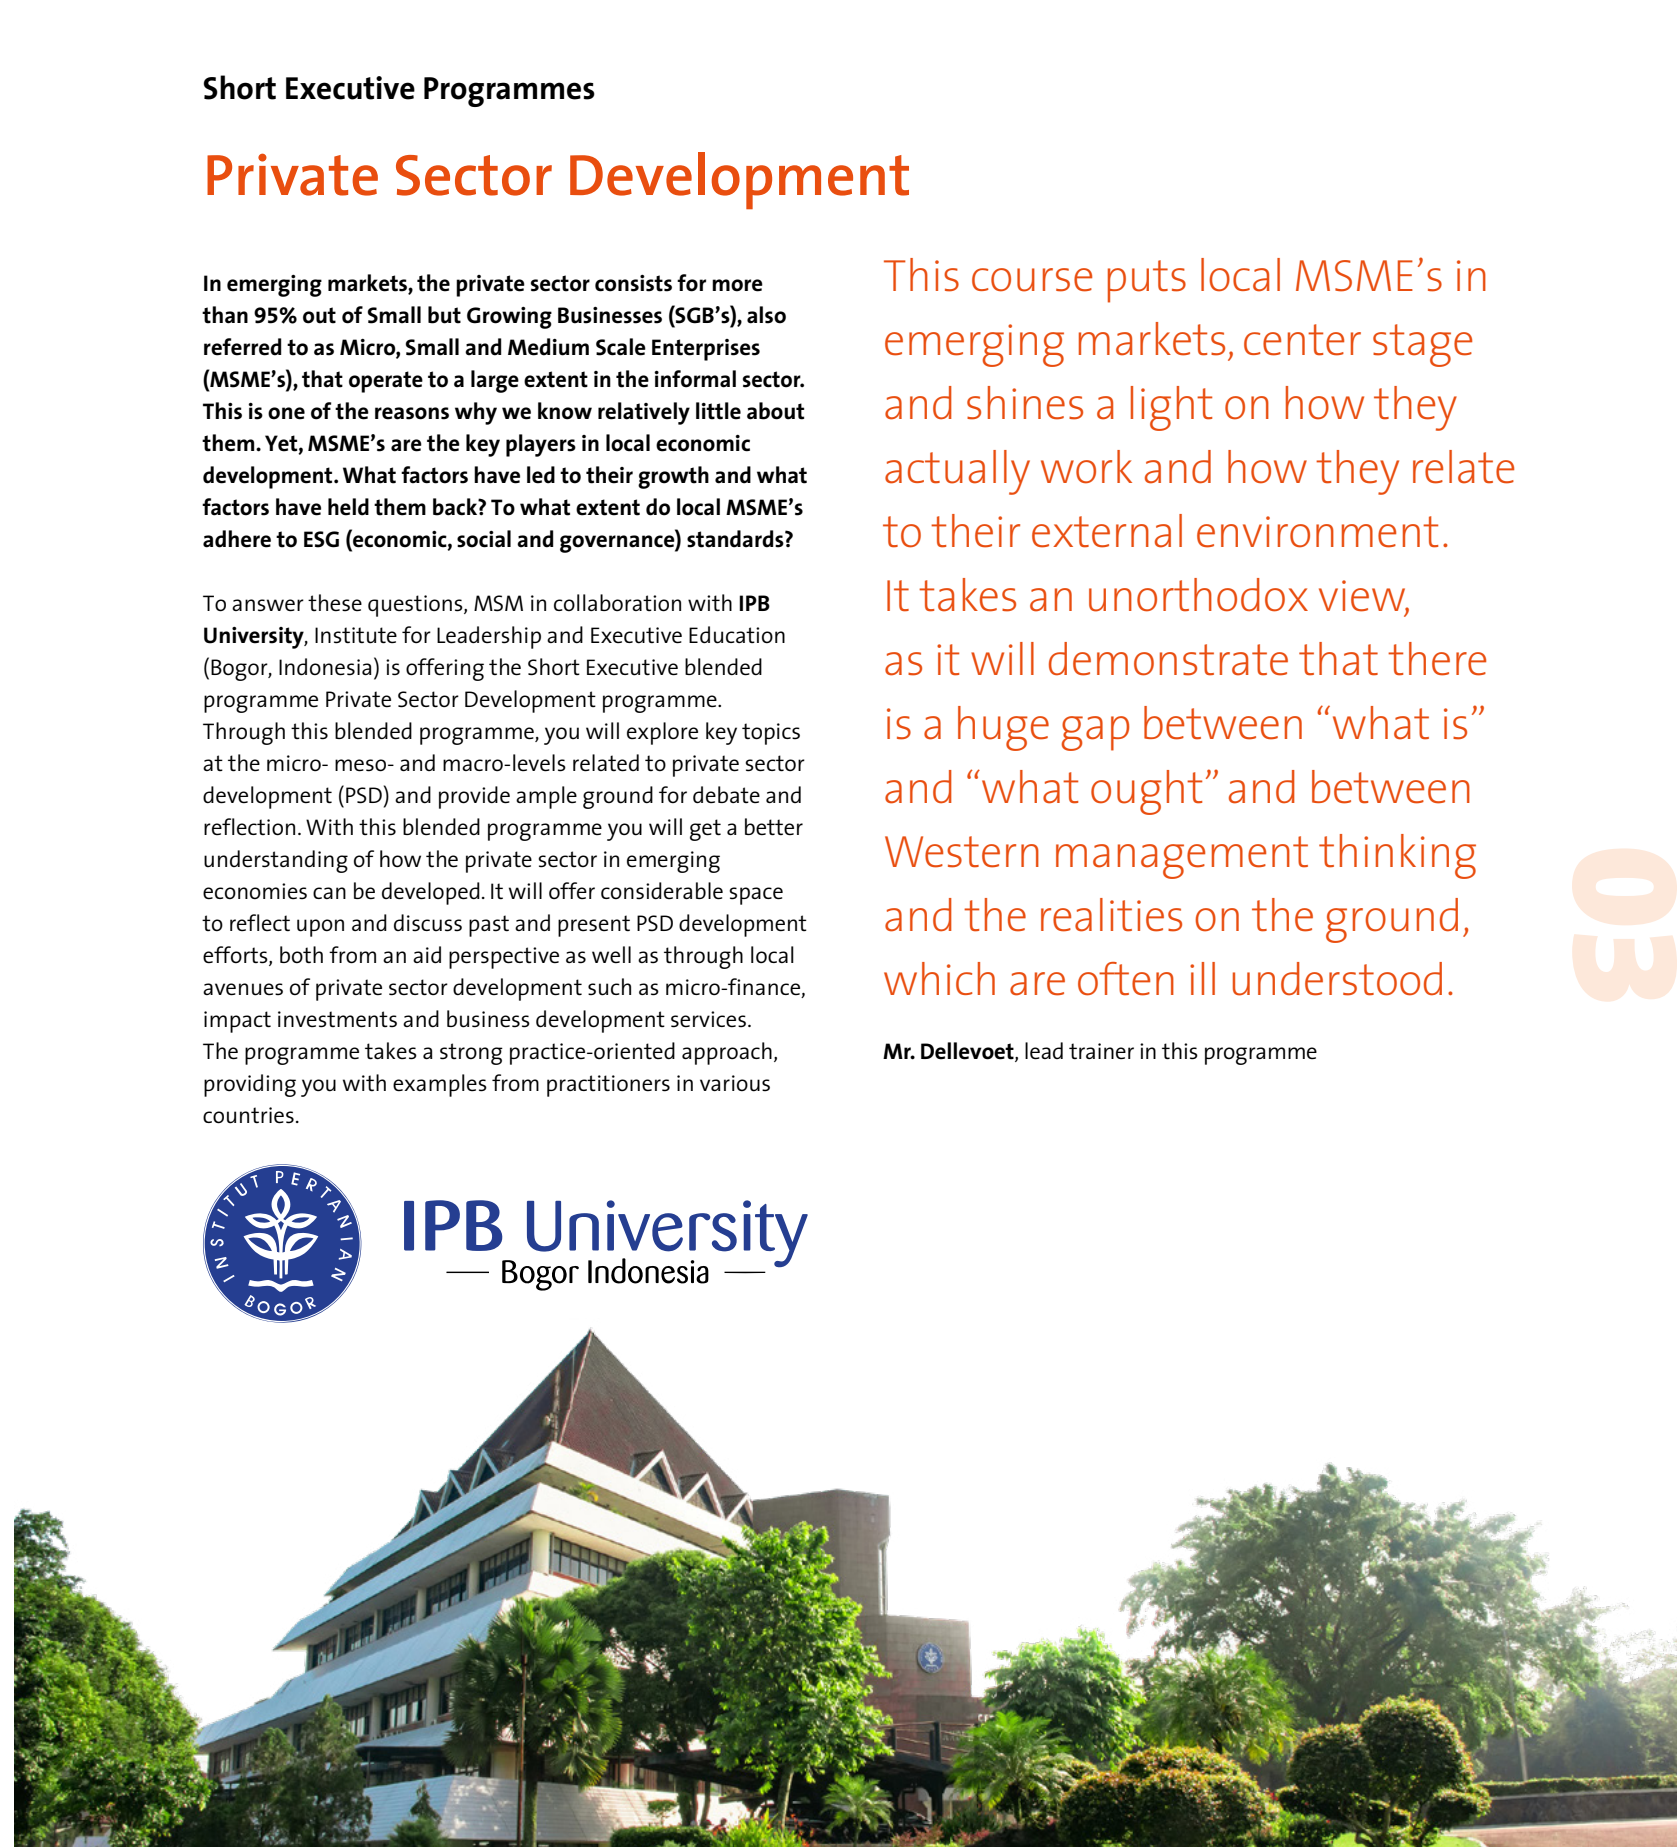 Short Executive Programmes
Private Sector Development
In emerging markets, the private sector consists for more
than 95% out of Small but Growing Businesses (SGB’s), also
referred to as Micro, Small and Medium Scale Enterprises
(MSME’s), that operate to a large extent in the informal sector.
This is one of the reasons why we know relatively little about
them. Yet, MSME’s are the key players in local economic
development. What factors have led to their growth and what
factors have held them back? To what extent do local MSME’s
adhere to ESG (economic, social and governance) standards?
To answer these questions, MSM in collaboration with IPB
University, Institute for Leadership and Executive Education
(Bogor, Indonesia) is offering the Short Executive blended
programme Private Sector Development programme.
Through this blended programme, you will explore key topics
at the micro- meso- and macro-levels related to private sector
development (PSD) and provide ample ground for debate and
reflection. With this blended programme you will get a better
understanding of how the private sector in emerging
economies can be developed. It will offer considerable space
to reflect upon and discuss past and present PSD development
efforts, both from an aid perspective as well as through local
avenues of private sector development such as micro-finance,
impact investments and business development services.
The programme takes a strong practice-oriented approach,
providing you with examples from practitioners in various
countries.
This course puts local MSME’s in
emerging markets, center stage
and shines a light on how they
actually work and how they relate
to their external environment.
It takes an unorthodox view,
as it will demonstrate that there
is a huge gap between “what is”
and “what ought” and between
Western management thinking
and the realities on the ground,
which are often ill understood.
Mr. Dellevoet, lead trainer in this programme
03
INSTITUT PERTANIAN
BOGOR
IPB University
Bogor Indonesia